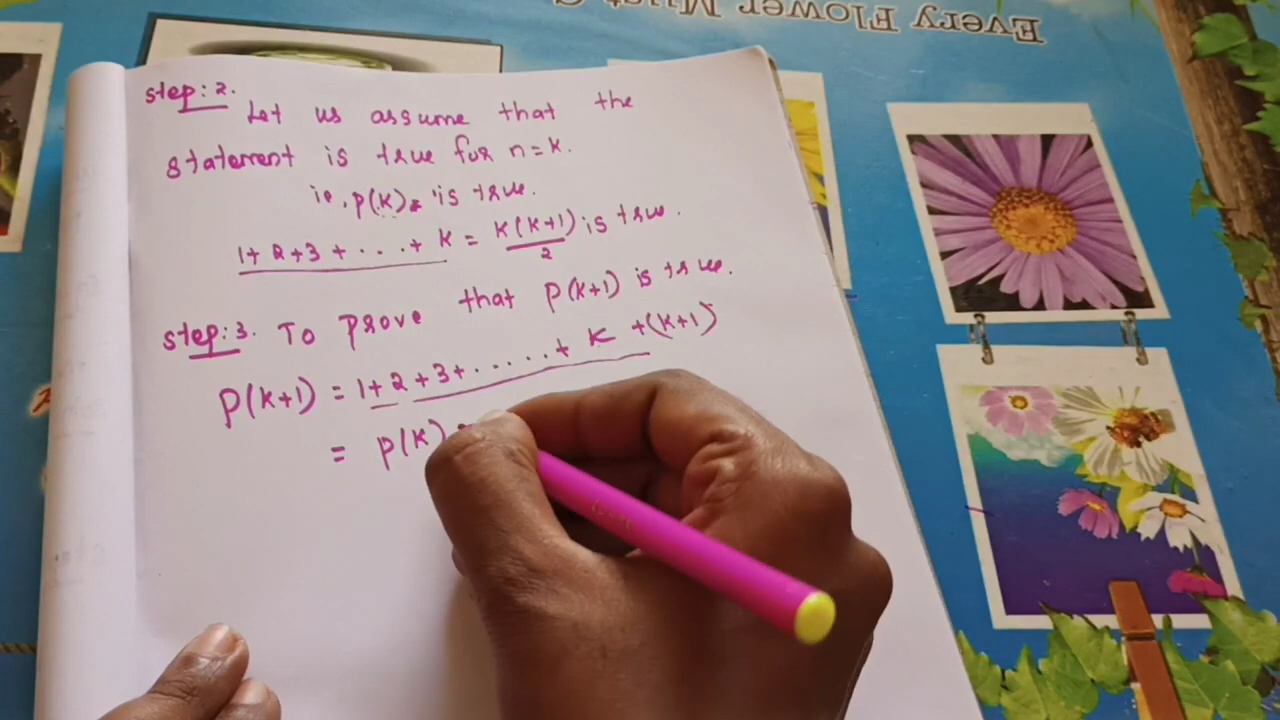 Every Flower Must G
step:2.
Let us assume that the
statement is true for n=k.
ie, p(k) is true.
1+2+3+...+k = k(k+1)/2 is true.
step:3. To prove that p(k+1) is true.
p(k+1) = 1+2+3+.....+k+(k+1)
= p(k)